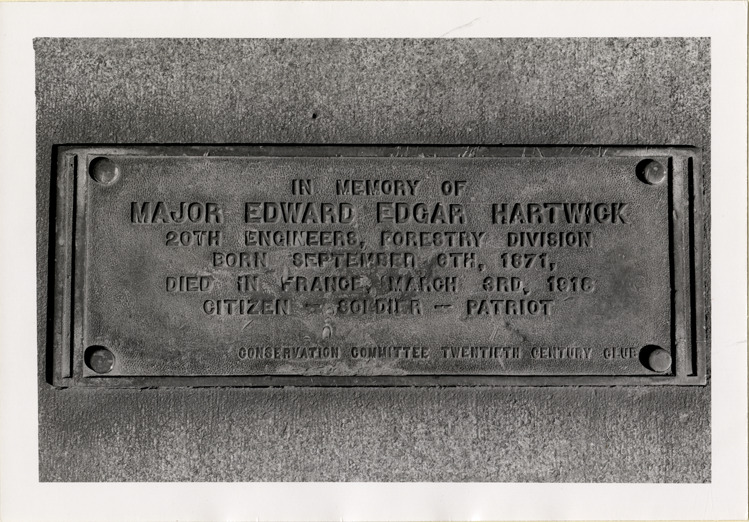 IN MEMORY OF
MAJOR EDWARD EDGAR HARTWICK
20TH ENGINEERS, FORESTRY DIVISION
BORN SEPTEMBER 8TH, 1871,
DIED IN FRANCE, MARCH 3RD, 1918
CITIZEN – SOLDIER – PATRIOT
CONSERVATION COMMITTEE TWENTIETH CENTURY CLUB